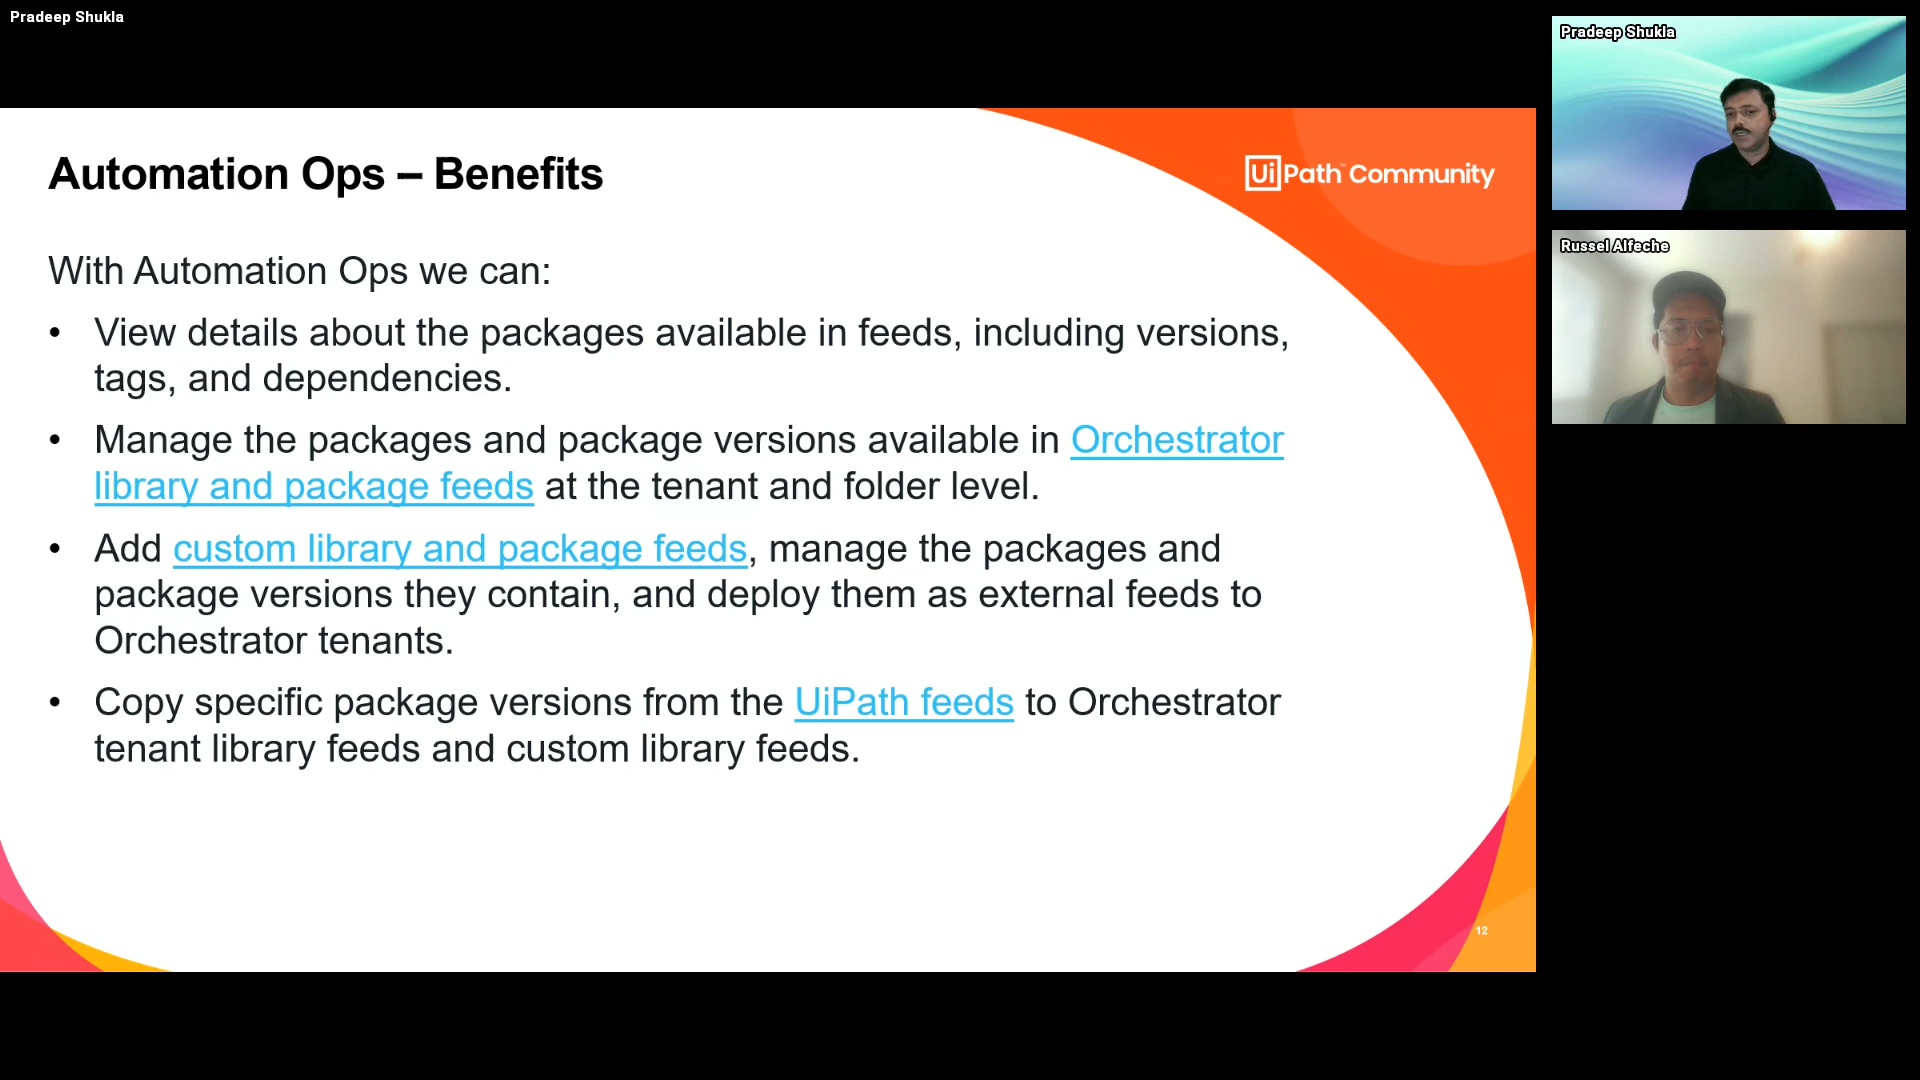 Pradeep Shukla
Pradeep Shukla
Automation Ops – Benefits
UiPath™ Community
Russel Alfeche
With Automation Ops we can:
• View details about the packages available in feeds, including versions,
tags, and dependencies.
• Manage the packages and package versions available in Orchestrator
library and package feeds at the tenant and folder level.
• Add custom library and package feeds, manage the packages and
package versions they contain, and deploy them as external feeds to
Orchestrator tenants.
• Copy specific package versions from the UiPath feeds to Orchestrator
tenant library feeds and custom library feeds.
12